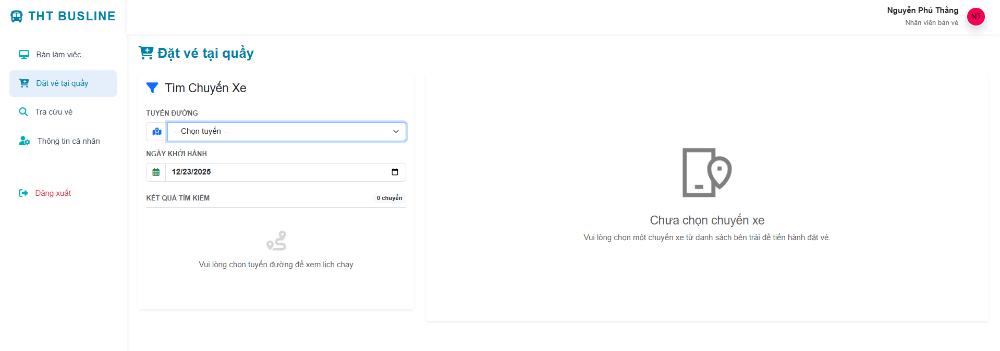 THT BUSLINE
Nguyễn Phú Thắng
Nhân viên bán vé
NT
Bàn làm việc
Đặt vé tại quầy
Tra cứu vé
Thông tin cá nhân
Đăng xuất
Đặt vé tại quầy
Tìm Chuyến Xe
TUYẾN ĐƯỜNG
-- Chọn tuyến --
NGÀY KHỞI HÀNH
12/23/2025
KẾT QUẢ TÌM KIẾM
0 chuyến
Vui lòng chọn tuyến đường để xem lịch chạy
Chưa chọn chuyến xe
Vui lòng chọn một chuyến xe từ danh sách bên trái để tiến hành đặt vé.